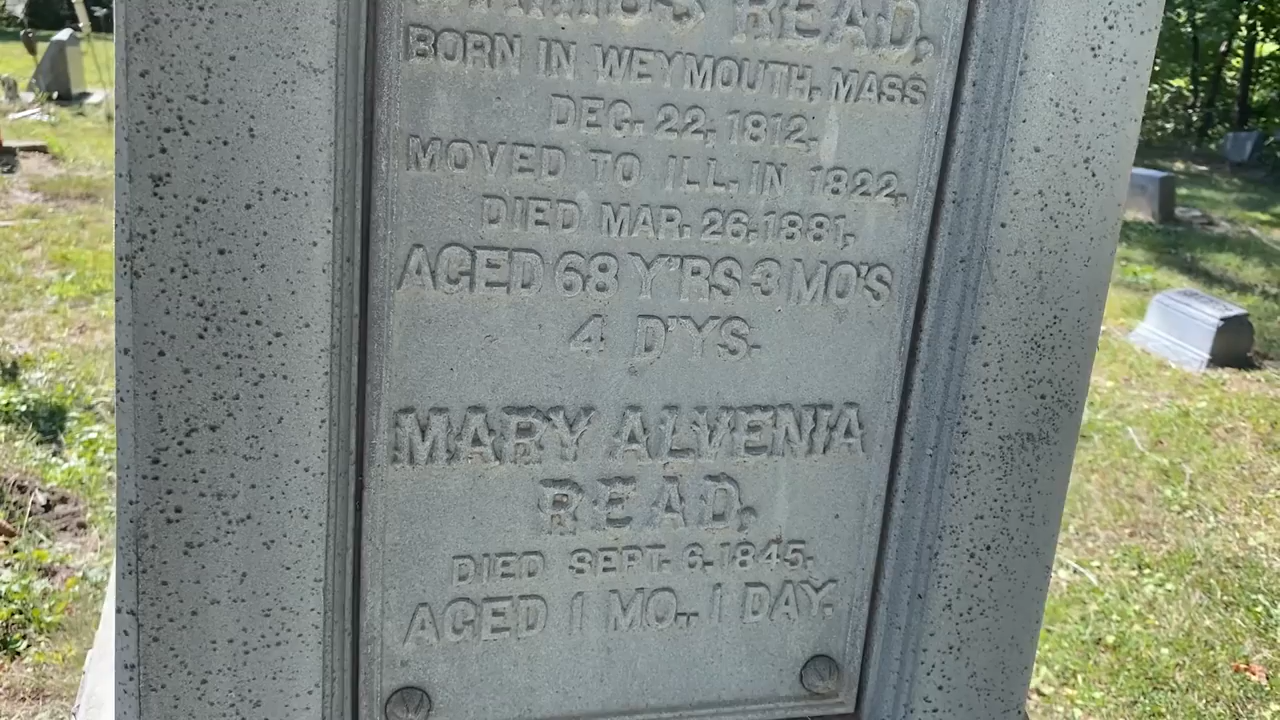 READ,
BORN IN WEYMOUTH, MASS
DEC. 22, 1812.
MOVED TO ILL. IN 1822,
DIED MAR. 26, 1881,
AGED 68 Y'RS 3 MO'S
4 D'YS.
MARY ALVENIA
READ,
DIED SEPT. 6. 1845.
AGED 1 MO., 1 DAY.